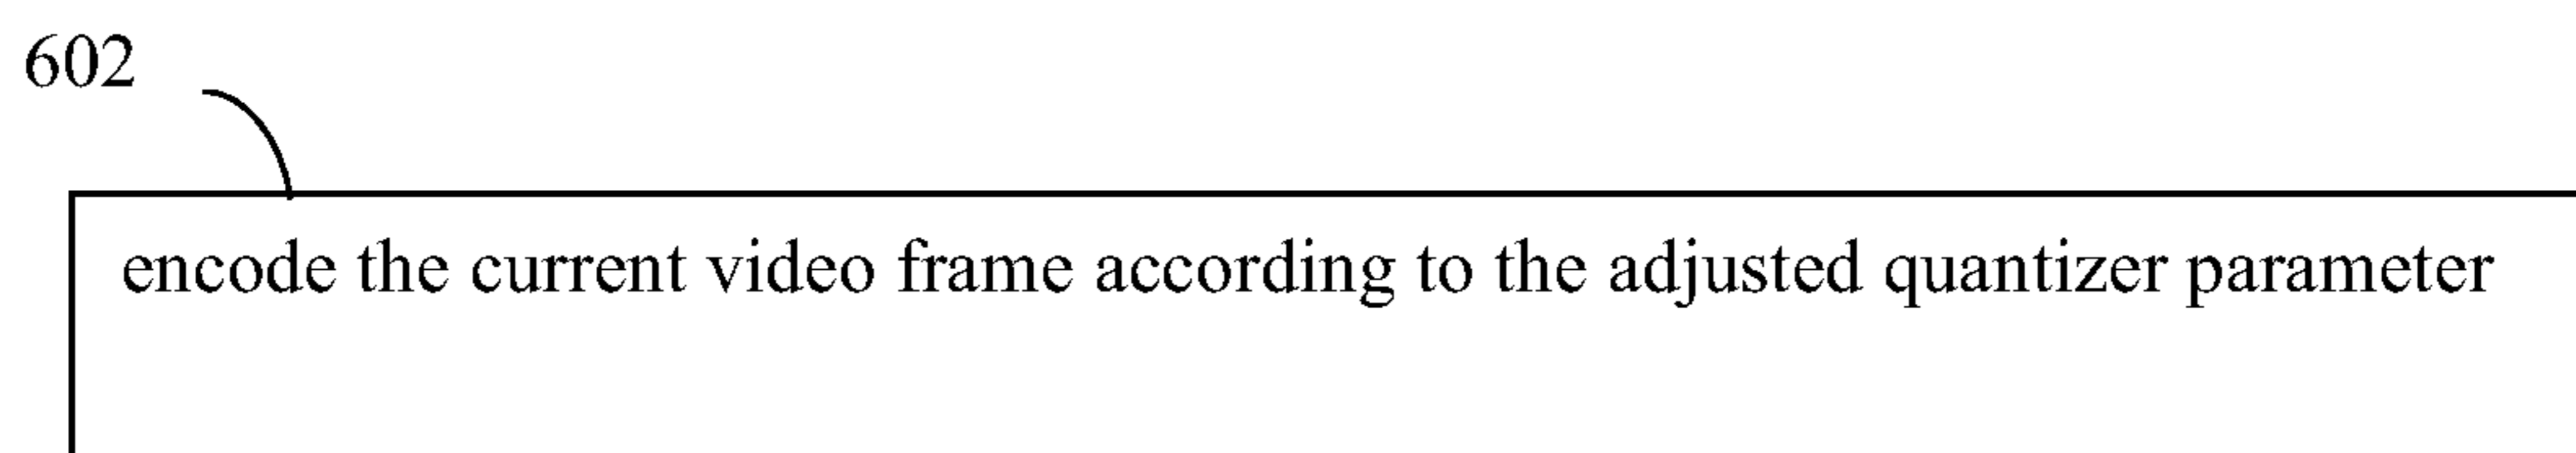 602
encode the current video frame according to the adjusted quantizer parameter